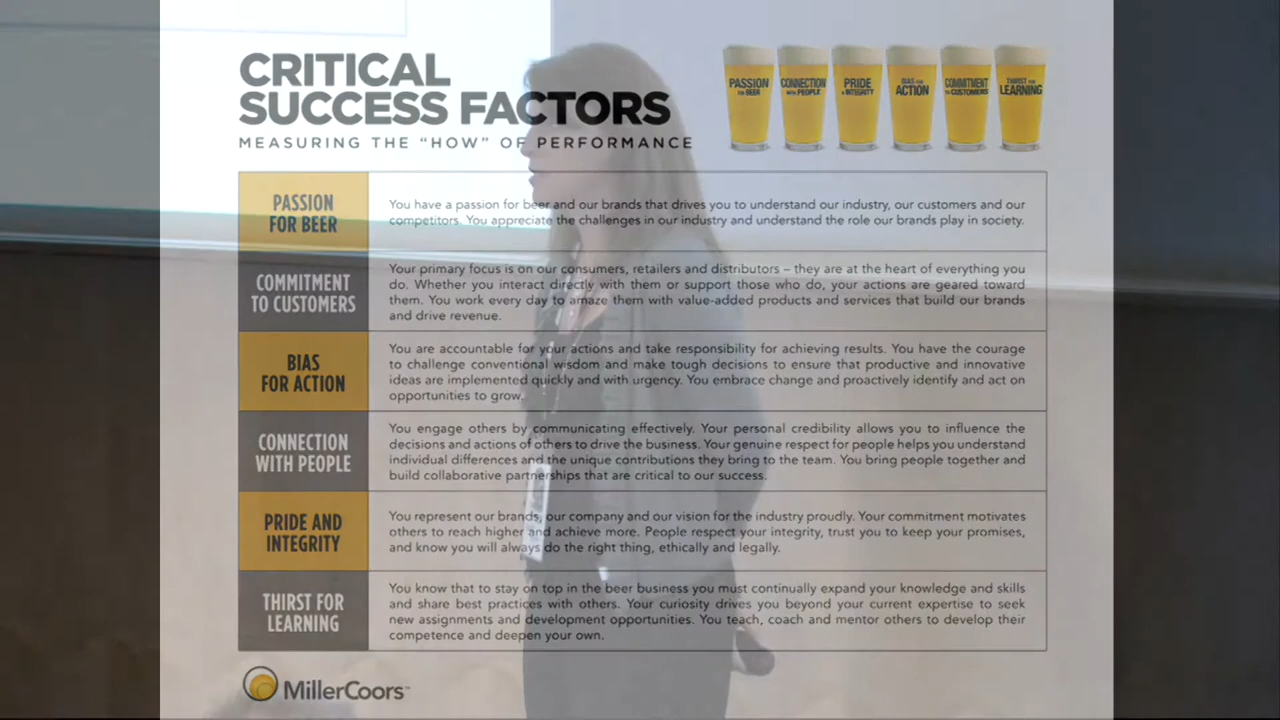 CRITICAL
SUCCESS FACTORS
MEASURING THE “HOW” OF PERFORMANCE
PASSION
FOR BEER
CONNECTION
WITH PEOPLE
PRIDE
& INTEGRITY
BIAS FOR
ACTION
COMMITMENT
TO CUSTOMERS
THIRST FOR
LEARNING
PASSION
FOR BEER
You have a passion for beer and our brands that drives you to understand our industry, our customers and our
competitors. You appreciate the challenges in our industry and understand the role our brands play in society.
COMMITMENT
TO CUSTOMERS
Your primary focus is on our consumers, retailers and distributors – they are at the heart of everything you
do. Whether you interact directly with them or support those who do, your actions are geared toward
them. You work every day to amaze them with value-added products and services that build our brands
and drive revenue.
BIAS
FOR ACTION
You are accountable for your actions and take responsibility for achieving results. You have the courage
to challenge conventional wisdom and make tough decisions to ensure that productive and innovative
ideas are implemented quickly and with urgency. You embrace change and proactively identify and act on
opportunities to grow.
CONNECTION
WITH PEOPLE
You engage others by communicating effectively. Your personal credibility allows you to influence the
decisions and actions of others to drive the business. Your genuine respect for people helps you understand
individual differences and the unique contributions they bring to the team. You bring people together and
build collaborative partnerships that are critical to our success.
PRIDE AND
INTEGRITY
You represent our brands, our company and our vision for the industry proudly. Your commitment motivates
others to reach higher and achieve more. People respect your integrity, trust you to keep your promises,
and know you will always do the right thing, ethically and legally.
THIRST FOR
LEARNING
You know that to stay on top in the beer business you must continually expand your knowledge and skills
and share best practices with others. Your curiosity drives you beyond your current expertise to seek
new assignments and development opportunities. You teach, coach and mentor others to develop their
competence and deepen your own.
MillerCoors™